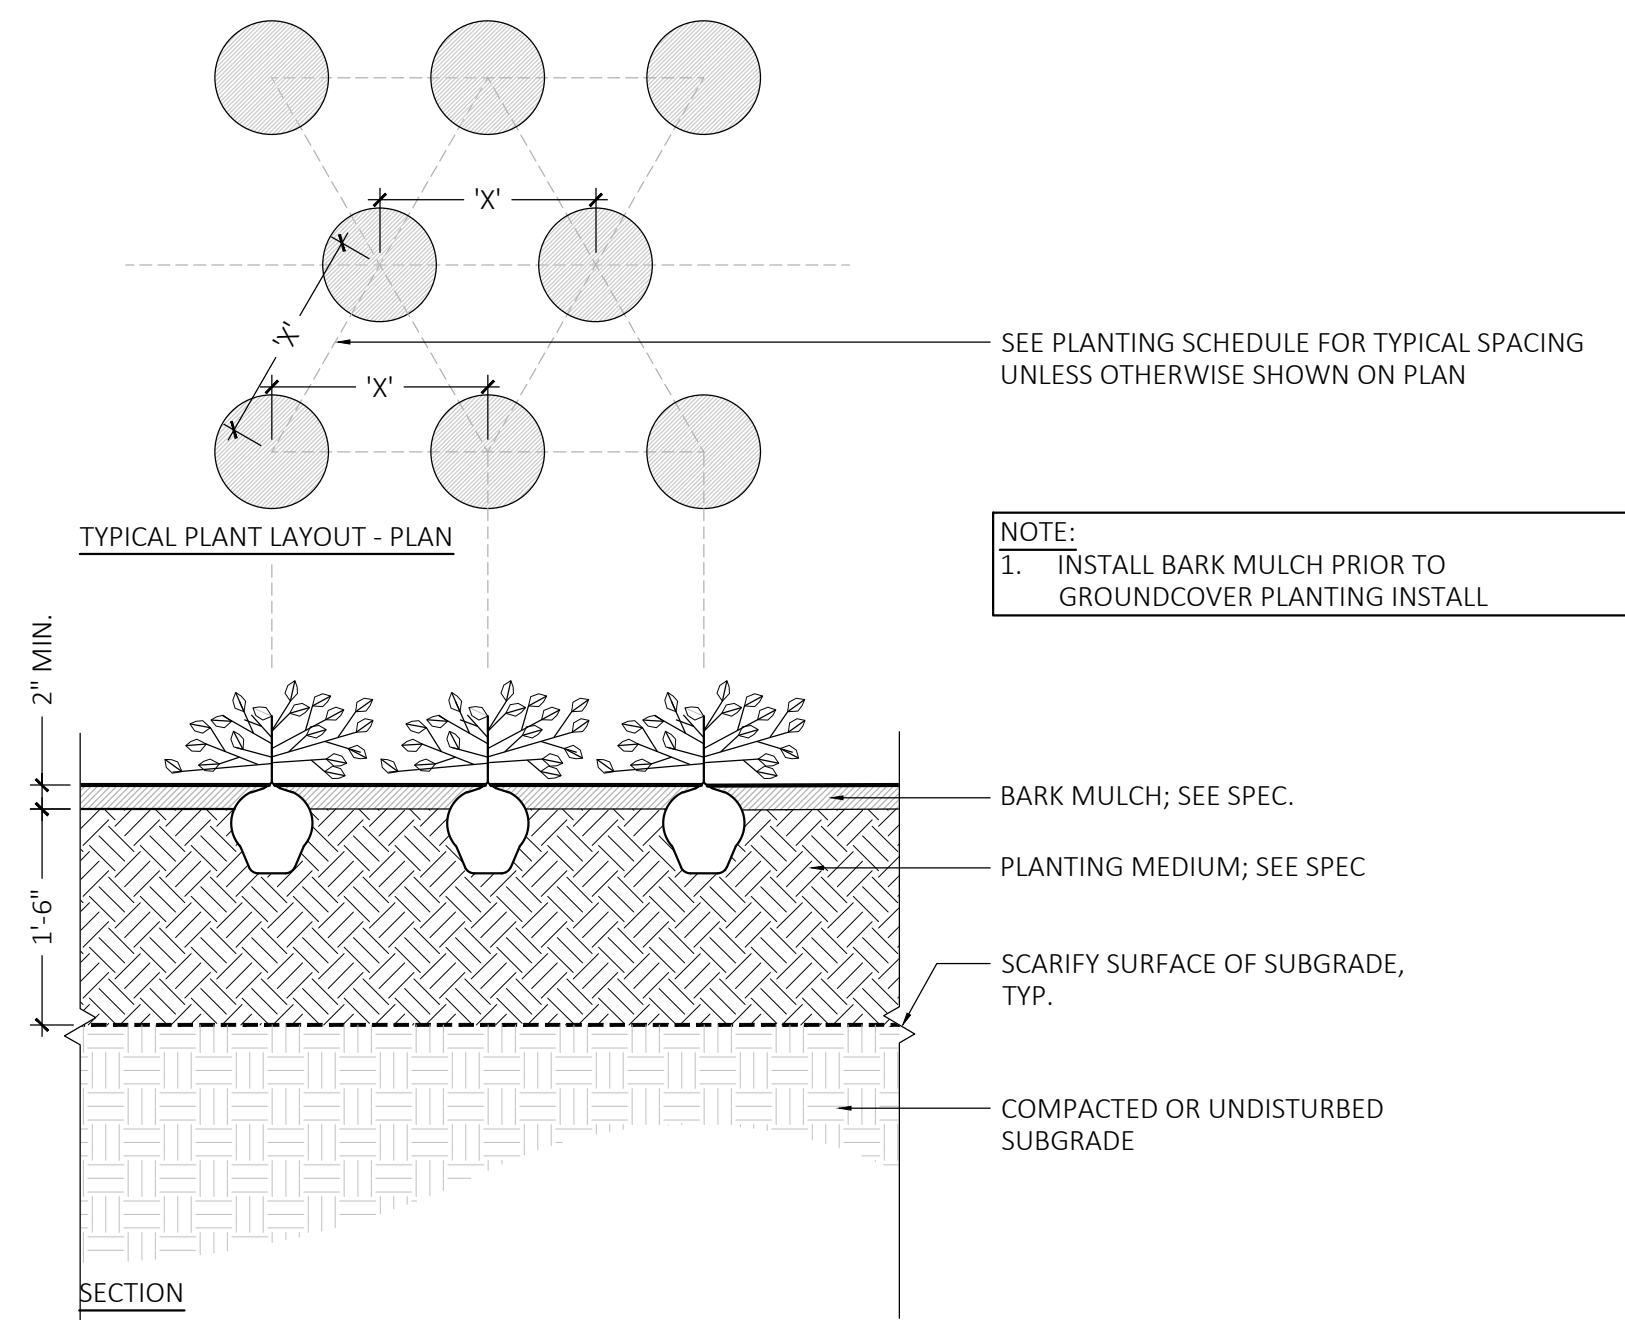 'X'
'X'
'X'
SEE PLANTING SCHEDULE FOR TYPICAL SPACING
UNLESS OTHERWISE SHOWN ON PLAN
TYPICAL PLANT LAYOUT - PLAN
NOTE:
1. INSTALL BARK MULCH PRIOR TO
GROUNDCOVER PLANTING INSTALL
2" MIN.
1'-6"
BARK MULCH; SEE SPEC.
PLANTING MEDIUM; SEE SPEC
SCARIFY SURFACE OF SUBGRADE,
TYP.
COMPACTED OR UNDISTURBED
SUBGRADE
SECTION